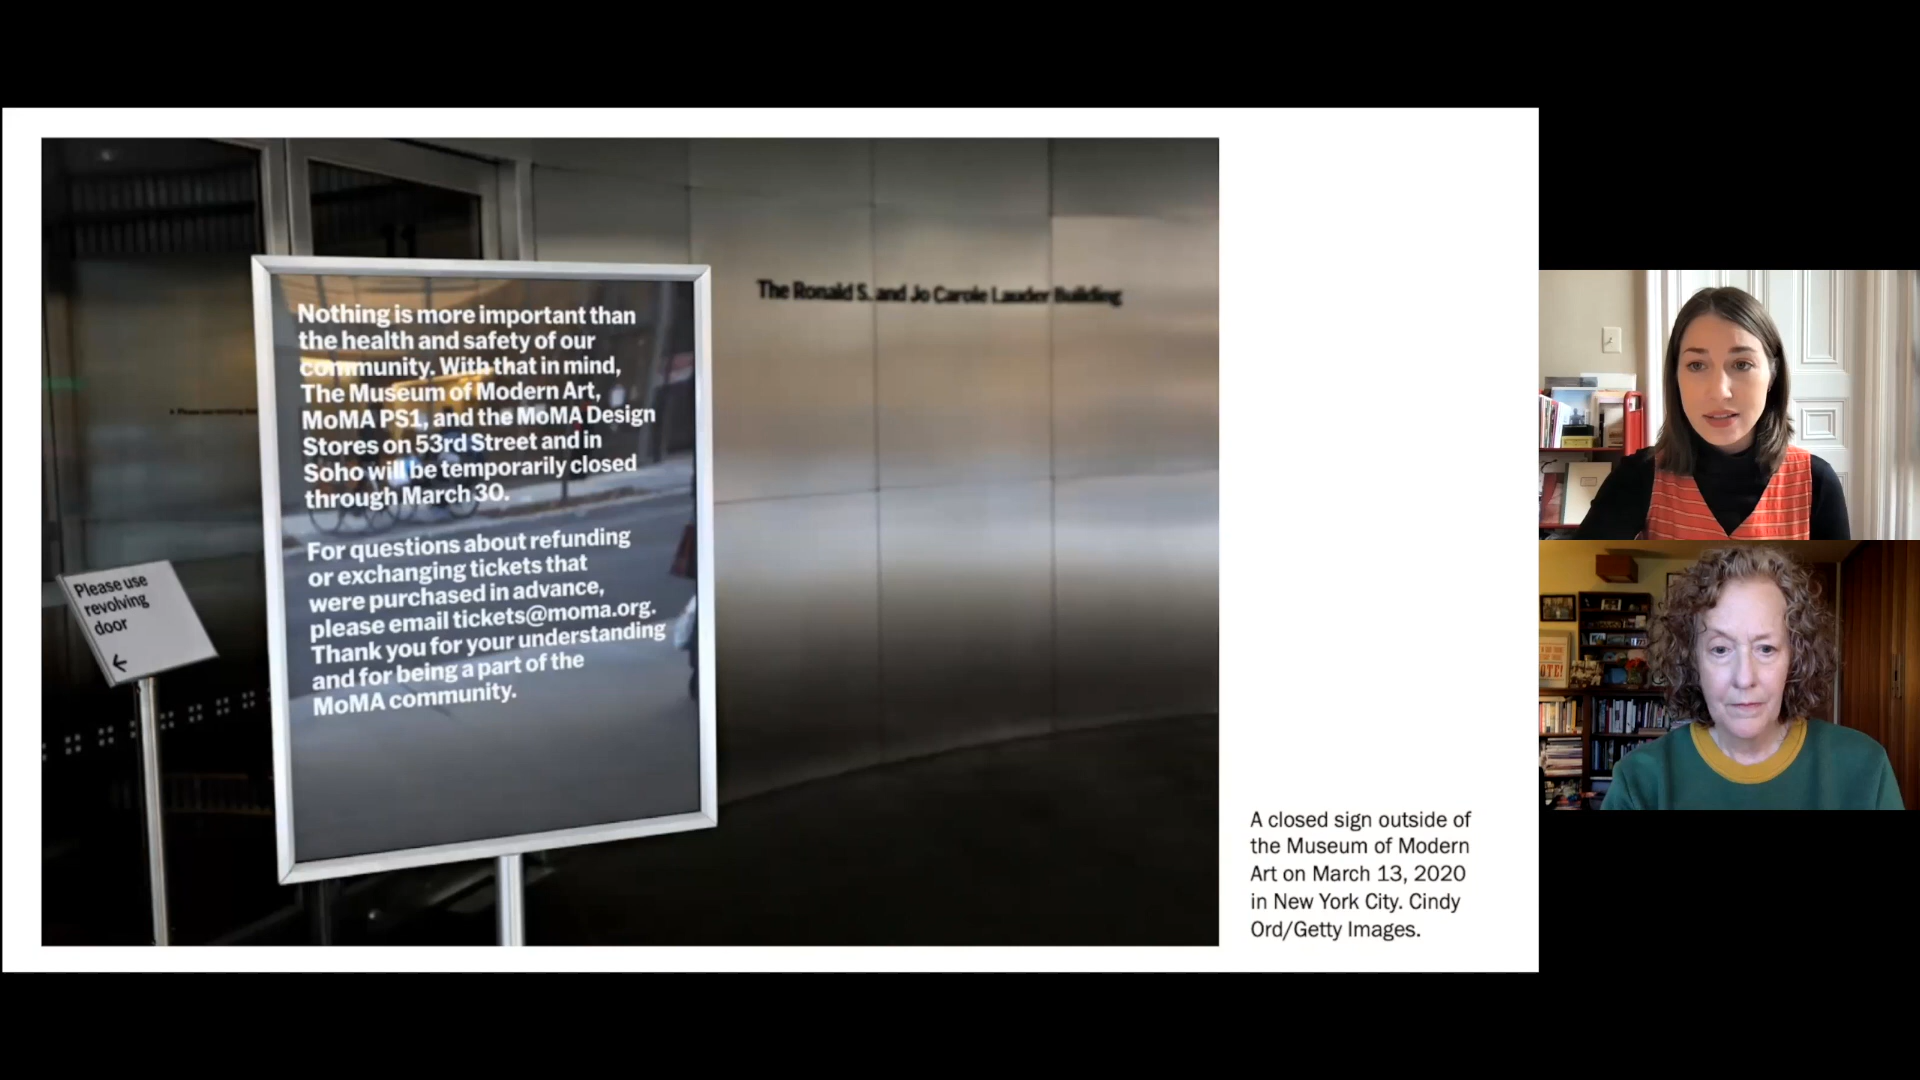 Nothing is more important than
the health and safety of our
community. With that in mind,
The Museum of Modern Art,
MoMA PS1, and the MoMA Design
Stores on 53rd Street and in
Soho will be temporarily closed
through March 30.
For questions about refunding
or exchanging tickets that
were purchased in advance,
please email tickets@moma.org.
Thank you for your understanding
and for being a part of the
MoMA community.
Please use
revolving
door
←
The Ronald S. and Jo Carole Lauder Building
A closed sign outside of
the Museum of Modern
Art on March 13, 2020
in New York City. Cindy
Ord/Getty Images.